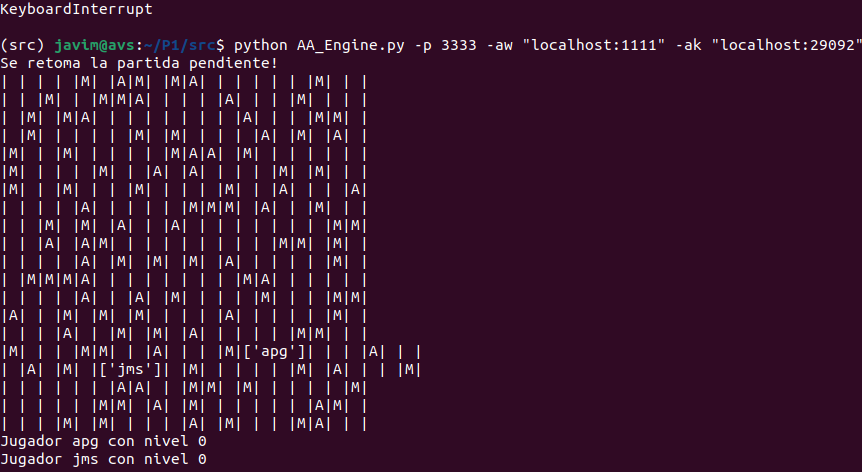 KeyboardInterrupt
(src) javim@avs:~/P1/src$ python AA_Engine.py -p 3333 -aw "localhost:1111" -ak "localhost:29092"
Se retoma la partida pendiente!
| | | | |M| |A|M| |M|A| | | | | | |M| | |
| | |M| | |M|M|A| | | | |A| | | |M| | | |
| |M| |M|A| | | | | | | | |A| | | |M|M| |
| |M| | | | | |M| |M| | | | |A| |M| |A| |
|M| | |M| | | | | |M|A|A| |M| | | | | | |
|M| | | | |M| | |A| |A| | | | |M| |M| | |
|M| | |M| | | |M| | | | |M| | |A| | | |A|
| | | | |A| | | | | |M|M|M| |A| | |M| | |
| | |M| |M| |A| | |A| | | | | | | | |M|M|
| | |A| |A|M| | | | | | | | | |M|M| |M| |
| | | | |A| |M| |M| |M| |A| | | | | |M| |
| |M|M|M|A| | | | | | | | |M|A| | | | | |
| | | | |A| | |A| |M| | | | |M| | | |M|M|
|A| | |M| |M| |M| | | | |A| | | | | |M| |
| | | |A| | |M| |M| |A| | | | | |M|M| | |
|M| | | |M|M| | |A| | | |M|['apg']| | | |A| | |
| |A| |M| |['jms']| |M| | | | | |M| |A| | | |M|
| | | | | | |A|A| | |M|M| |M| | | | | |M|
| | | | | |M|M| |A| |M| | | | | | |A|M| |
| | | |M| |M| | | | |A| |M| | | |M|A| | |
Jugador apg con nivel 0
Jugador jms con nivel 0